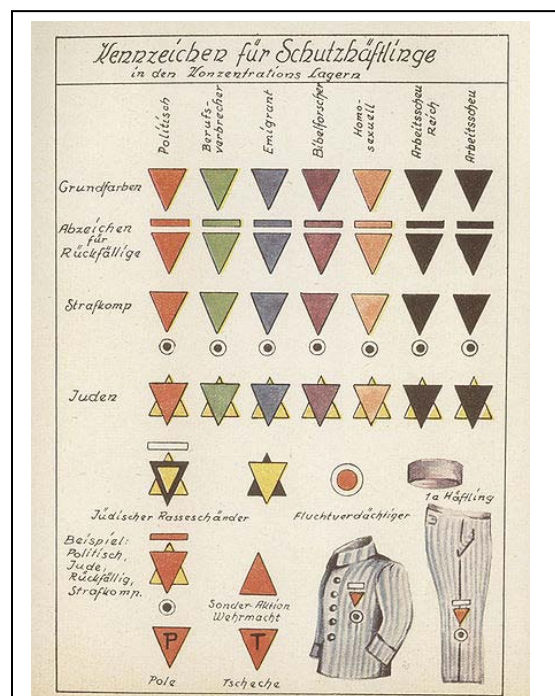 Kennzeichen für Schutzhäftlinge
in den Konzentrations Lagern
Politisch
Berufs-
verbrecher
Emigrant
Bibelforscher
Homo-
sexuell
Arbeitsscheu
Reich
Arbeitsscheu
Grundfarben
Abzeichen
für
Rückfällige
Strafkomp
Juden
Jüdischer Rasseschänder
Fluchtverdächtiger
1a Häftling
Beispiel:
Politisch,
Jude,
Rückfällig,
Strafkomp.
Sonder-Aktion
Wehrmacht
P
Pole
T
Tscheche